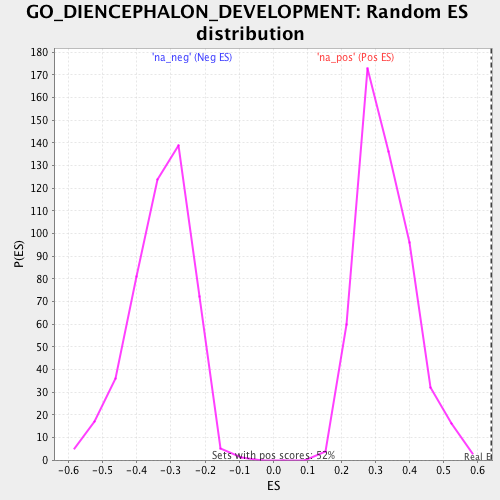 GO_DIENCEPHALON_DEVELOPMENT: Random ES
distribution
'na_neg' (Neg ES)
'na_pos' (Pos ES)
180
170
160
150
140
130
120
110
100
90
80
70
60
50
40
30
20
10
0
P(ES)
Sets with pos scores: 52%
Real E
-0.6 -0.5 -0.4 -0.3 -0.2 -0.1 0.0 0.1 0.2 0.3 0.4 0.5 0.6
ES